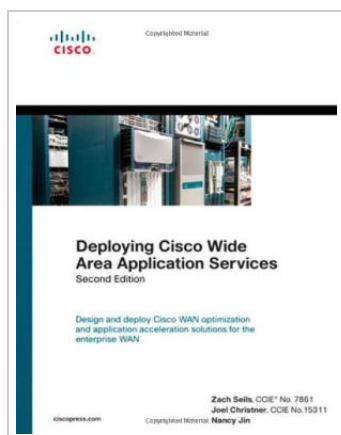 Copyrighted Material
CISCO.
Deploying Cisco Wide
Area Application Services
Second Edition
Design and deploy Cisco WAN optimization
and application acceleration solutions for the
enterprise WAN
Zach Seils, CCIE® No. 7861
Joel Christner, CCIE No.15311
ciscopress.com
Copyrighted Material
Nancy Jin